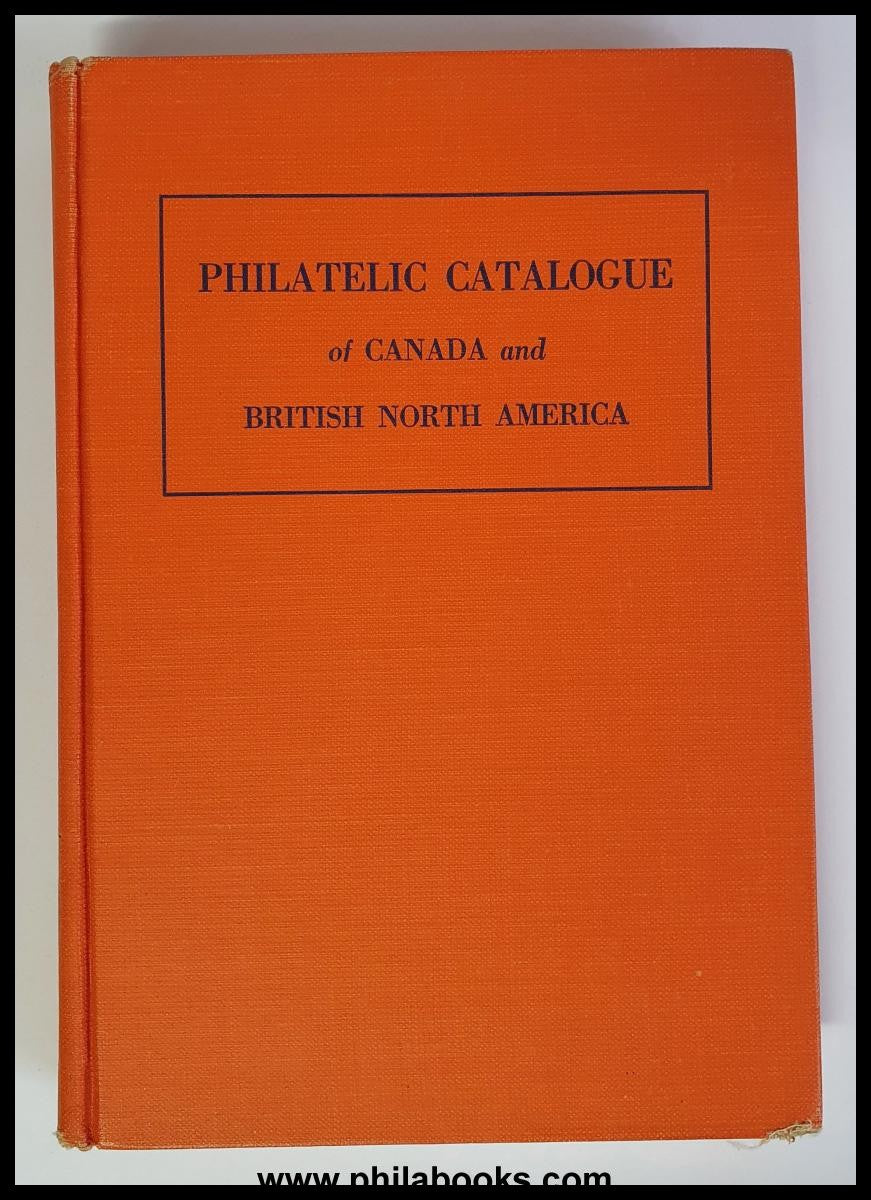 PHILATELIC CATALOGUE
of CANADA and
BRITISH NORTH AMERICA
www.philabooks.com